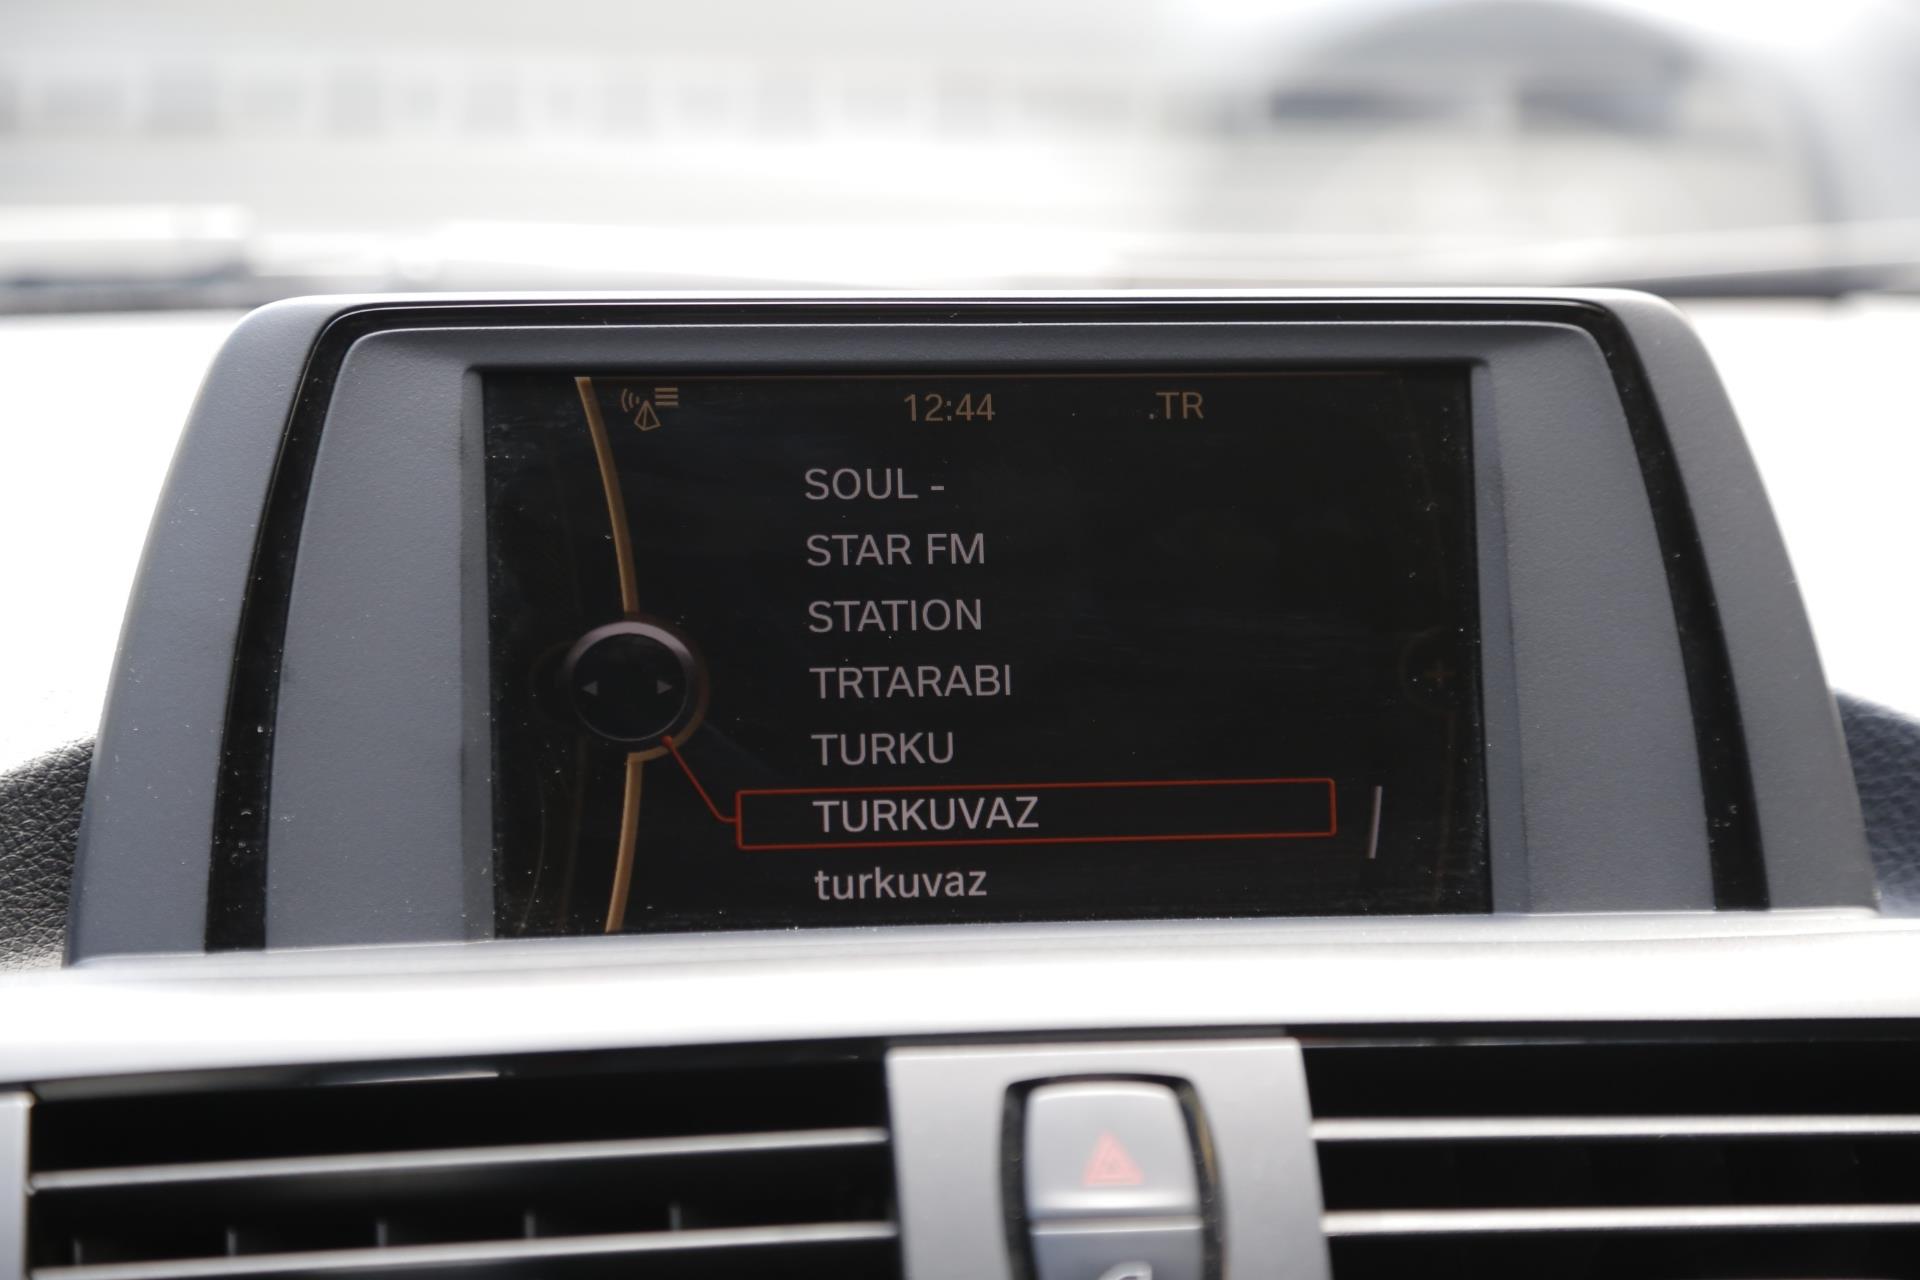 12:44 .TR
SOUL -
STAR FM
STATION
TRTARABI
TURKU
TURKUVAZ
turkuvaz